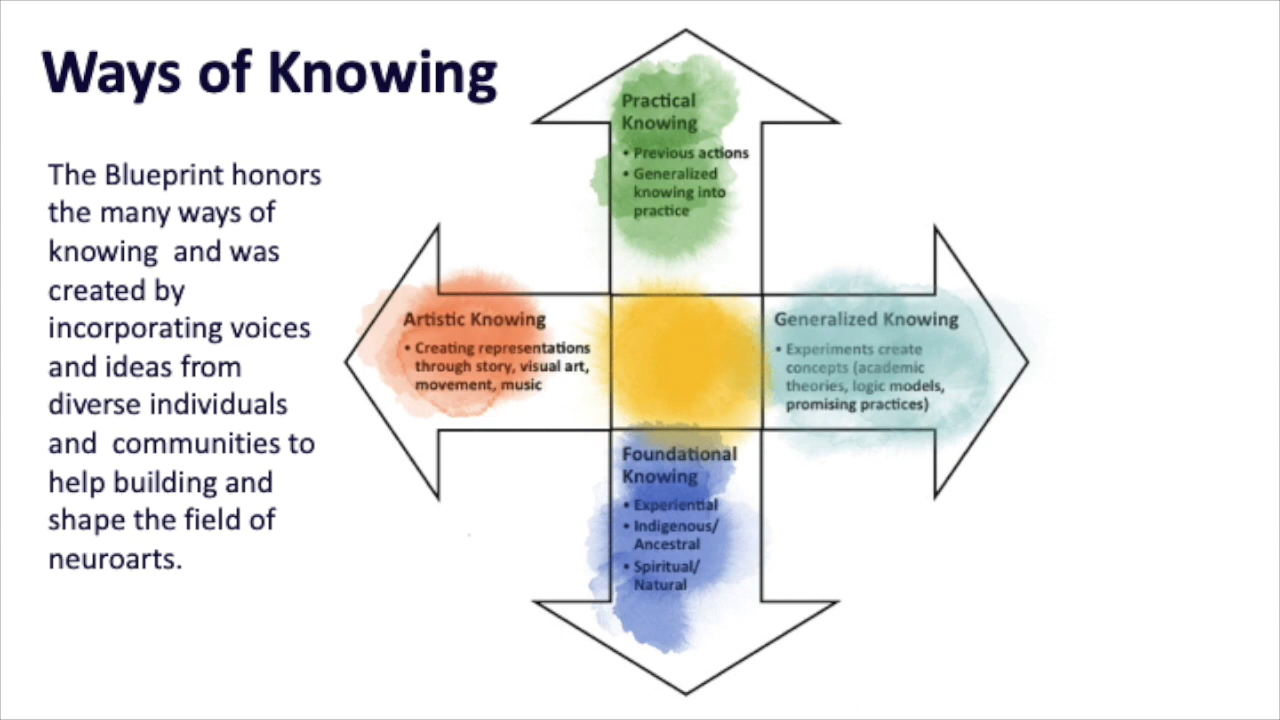 Ways of Knowing
The Blueprint honors
the many ways of
knowing  and was
created by
incorporating voices
and ideas from
diverse individuals
and  communities to
help building and
shape the field of
neuroarts.
Practical
Knowing
• Previous actions
• Generalized
knowing into
practice
Artistic Knowing
• Creating representations
through story, visual art,
movement, music
Generalized Knowing
• Experiments create
concepts (academic
theories, logic models,
promising practices)
Foundational
Knowing
• Experiential
• Indigenous/
Ancestral
• Spiritual/
Natural